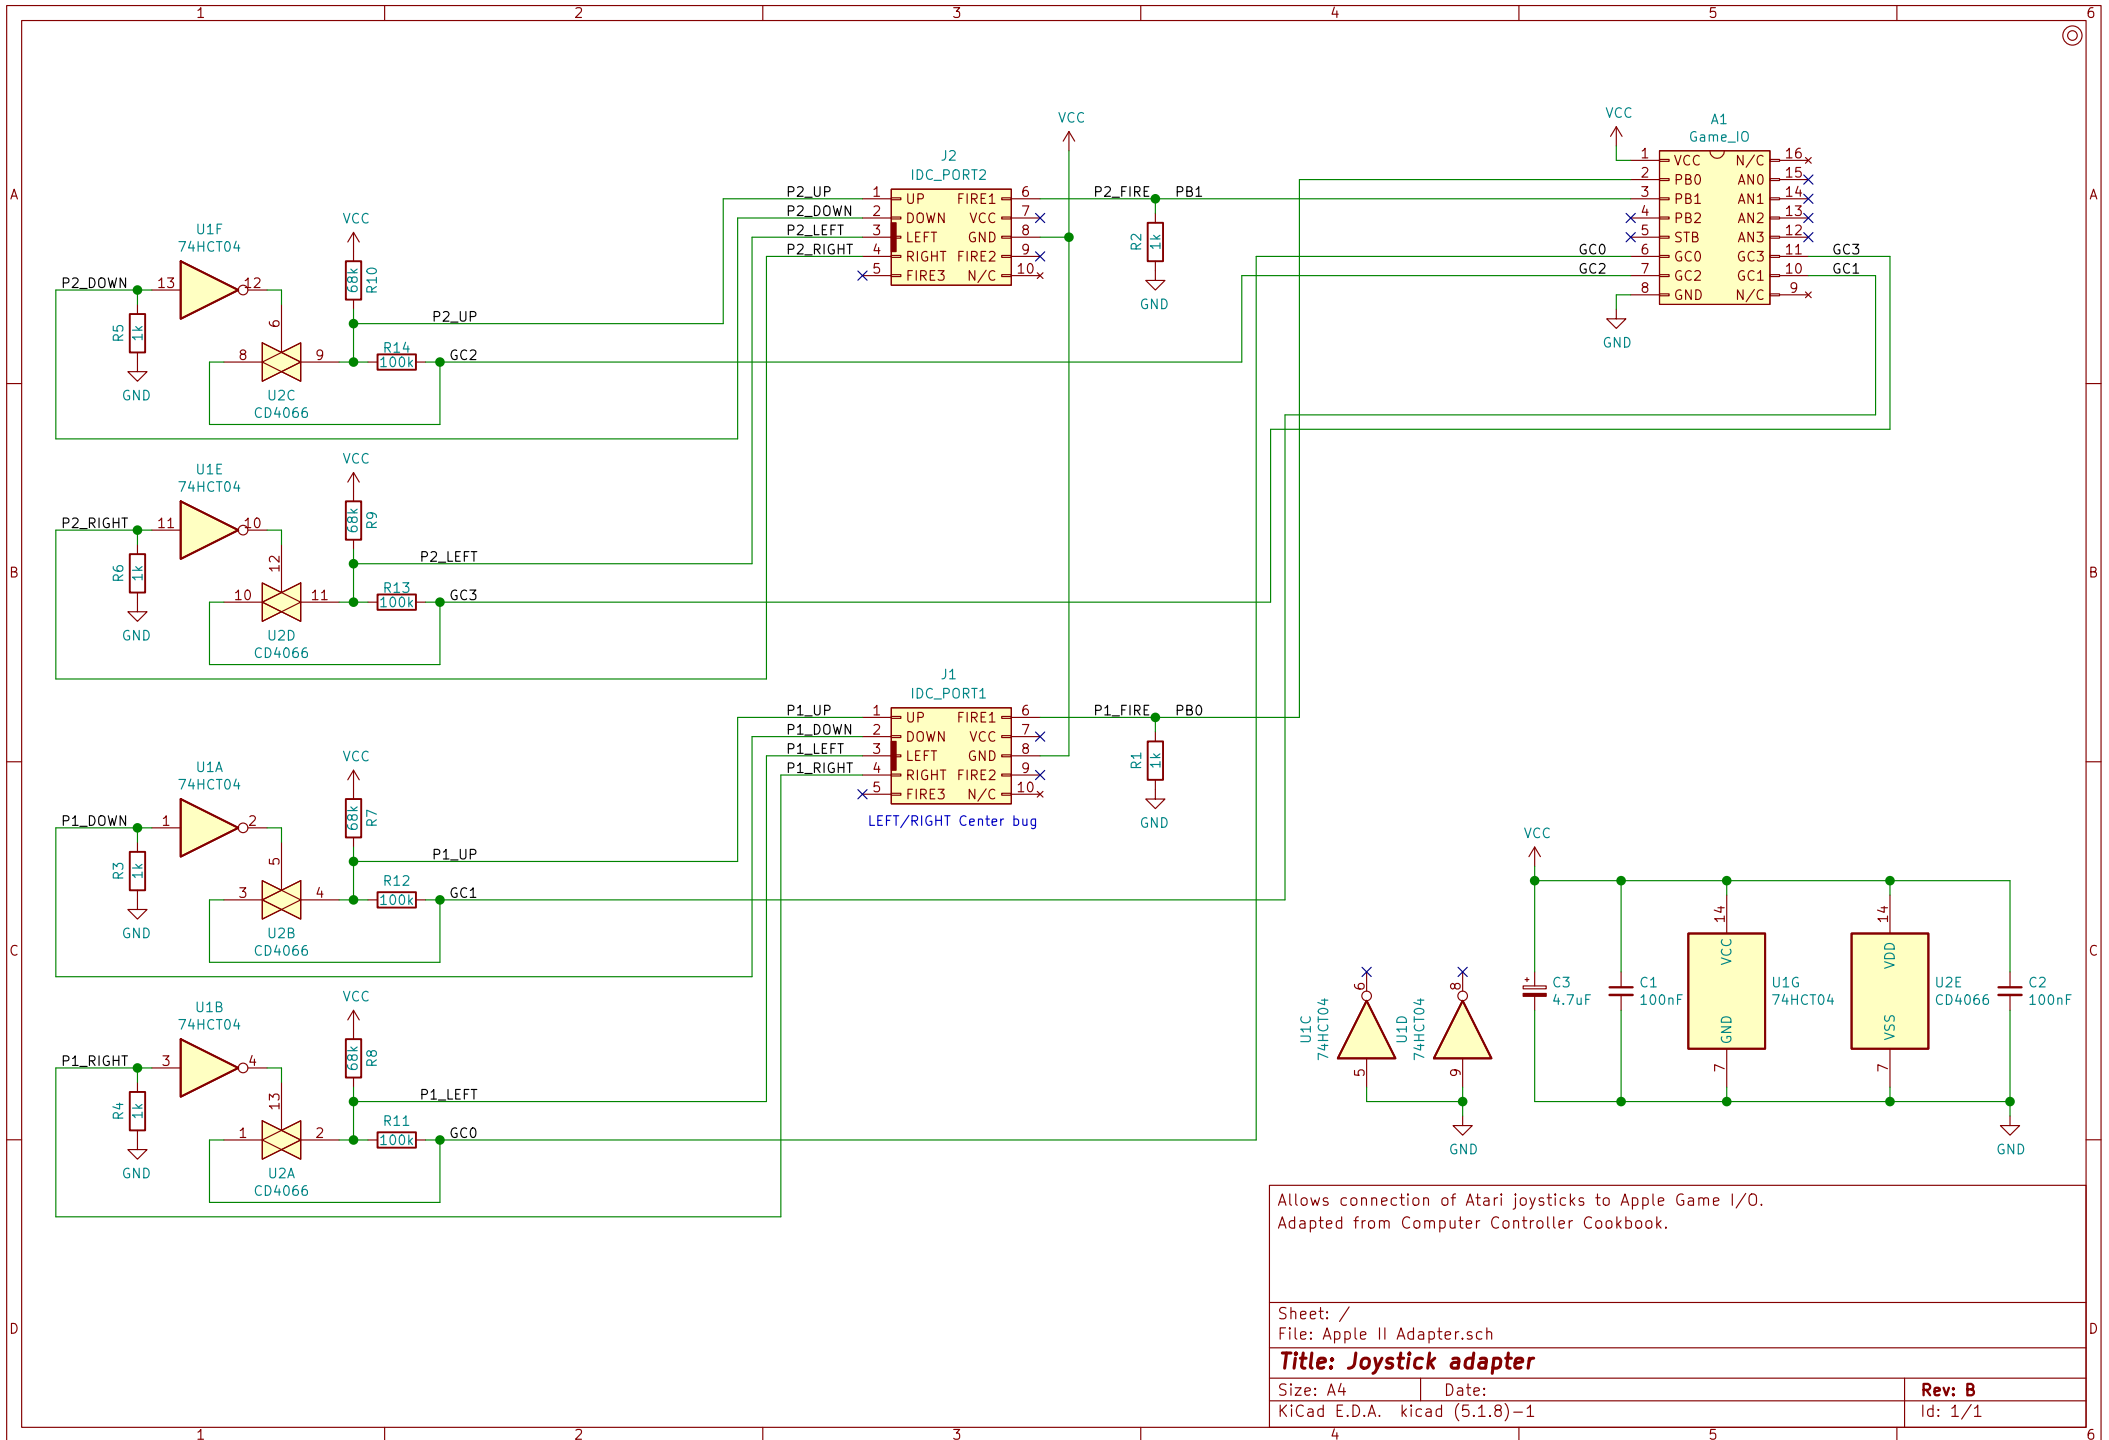 1 2 3 4 5 6
A
B
C
D
A
B
C
D
1 2 3 4 5 6
U1F
74HCT04
P2_DOWN
13
12
R5
1k
GND
6
8
9
U2C
CD4066
VCC
68k
R10
P2_UP
R14
100k
GC2
U1E
74HCT04
P2_RIGHT
11
10
R6
1k
GND
12
10
11
U2D
CD4066
VCC
68k
R9
P2_LEFT
R13
100k
GC3
U1A
74HCT04
P1_DOWN
1
2
R3
1k
GND
5
3
4
U2B
CD4066
VCC
68k
R7
P1_UP
R12
100k
GC1
U1B
74HCT04
P1_RIGHT
3
4
R4
1k
GND
13
1
2
U2A
CD4066
VCC
68k
R8
P1_LEFT
R11
100k
GC0
J2
IDC_PORT2
P2_UP 1 UP FIRE1 6
P2_DOWN 2 DOWN VCC 7
P2_LEFT 3 LEFT GND 8
P2_RIGHT 4 RIGHT FIRE2 9
5 FIRE3 N/C 10
VCC
P2_FIRE PB1
R2
1k
GND
J1
IDC_PORT1
P1_UP 1 UP FIRE1 6
P1_DOWN 2 DOWN VCC 7
P1_LEFT 3 LEFT GND 8
P1_RIGHT 4 RIGHT FIRE2 9
5 FIRE3 N/C 10
LEFT/RIGHT Center bug
P1_FIRE PB0
R1
1k
GND
VCC
A1
Game_IO
1 VCC N/C 16
2 PB0 AN0 15
3 PB1 AN1 14
4 PB2 AN2 13
5 STB AN3 12
GC0 6 GC0 GC3 11 GC3
GC2 7 GC2 GC1 10 GC1
8 GND N/C 9
GND
U1C
74HCT04
6
5
U1D
74HCT04
8
9
GND
VCC
C3
4.7uF
C1
100nF
14
VCC
GND
7
U1G
74HCT04
14
VDD
VSS
7
U2E
CD4066
C2
100nF
GND
Allows connection of Atari joysticks to Apple Game I/O.
Adapted from Computer Controller Cookbook.
Sheet: /
File: Apple II Adapter.sch
Title: Joystick adapter
Size: A4 Date: Rev: B
KiCad E.D.A. kicad (5.1.8)-1 Id: 1/1